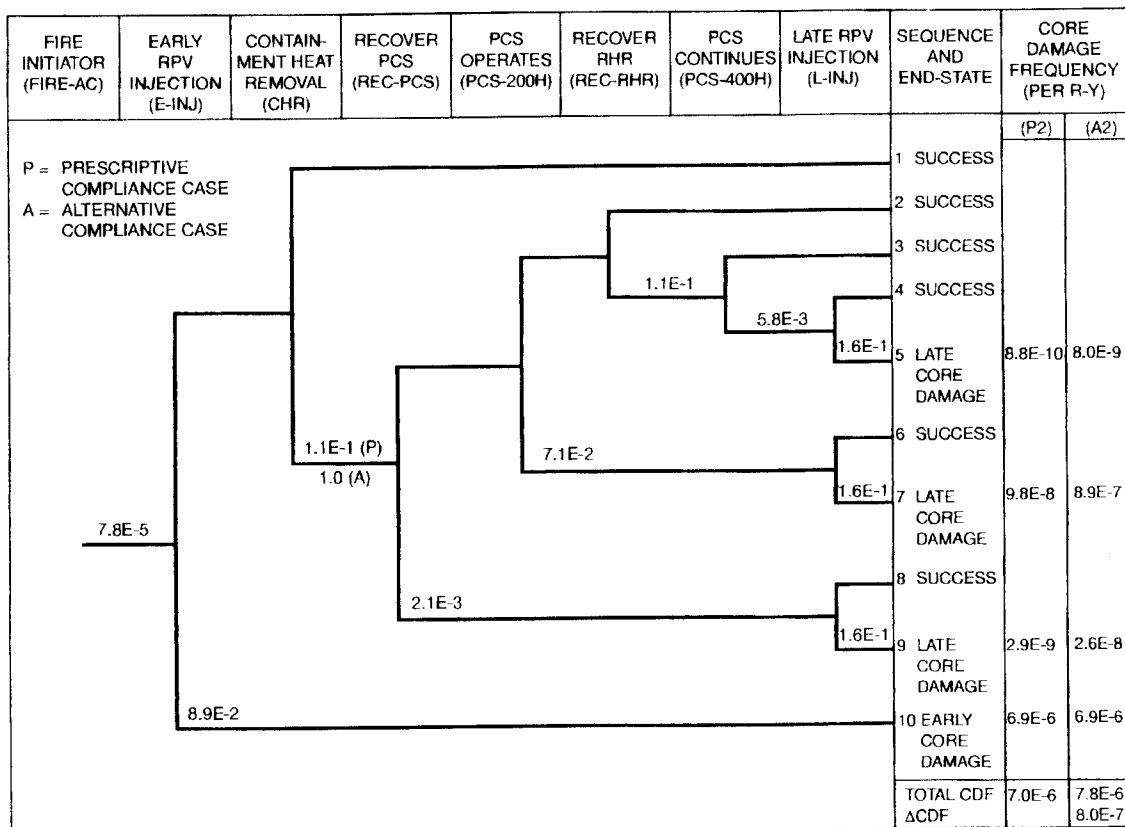 FIRE INITIATOR (FIRE-AC)
EARLY RPV INJECTION (E-INJ)
CONTAIN- MENT HEAT REMOVAL (CHR)
RECOVER PCS (REC-PCS)
PCS OPERATES (PCS-200H)
RECOVER RHR (REC-RHR)
PCS CONTINUES (PCS-400H)
LATE RPV INJECTION (L-INJ)
SEQUENCE AND END-STATE
CORE DAMAGE FREQUENCY (PER R-Y)
(P2) (A2)
P = PRESCRIPTIVE
COMPLIANCE CASE
A = ALTERNATIVE
COMPLIANCE CASE
1 SUCCESS
2 SUCCESS
3 SUCCESS
1.1E-1
4 SUCCESS
5.8E-3
1.6E-1
5 LATE CORE DAMAGE 8.8E-10 8.0E-9
6 SUCCESS
1.1E-1 (P)
1.0 (A)
7.1E-2
1.6E-1
7 LATE CORE DAMAGE 9.8E-8 8.9E-7
7.8E-5
8 SUCCESS
2.1E-3
1.6E-1
9 LATE CORE DAMAGE 2.9E-9 2.6E-8
8.9E-2
10 EARLY CORE DAMAGE 6.9E-6 6.9E-6
TOTAL CDF 7.0E-6 7.8E-6
ΔCDF 8.0E-7